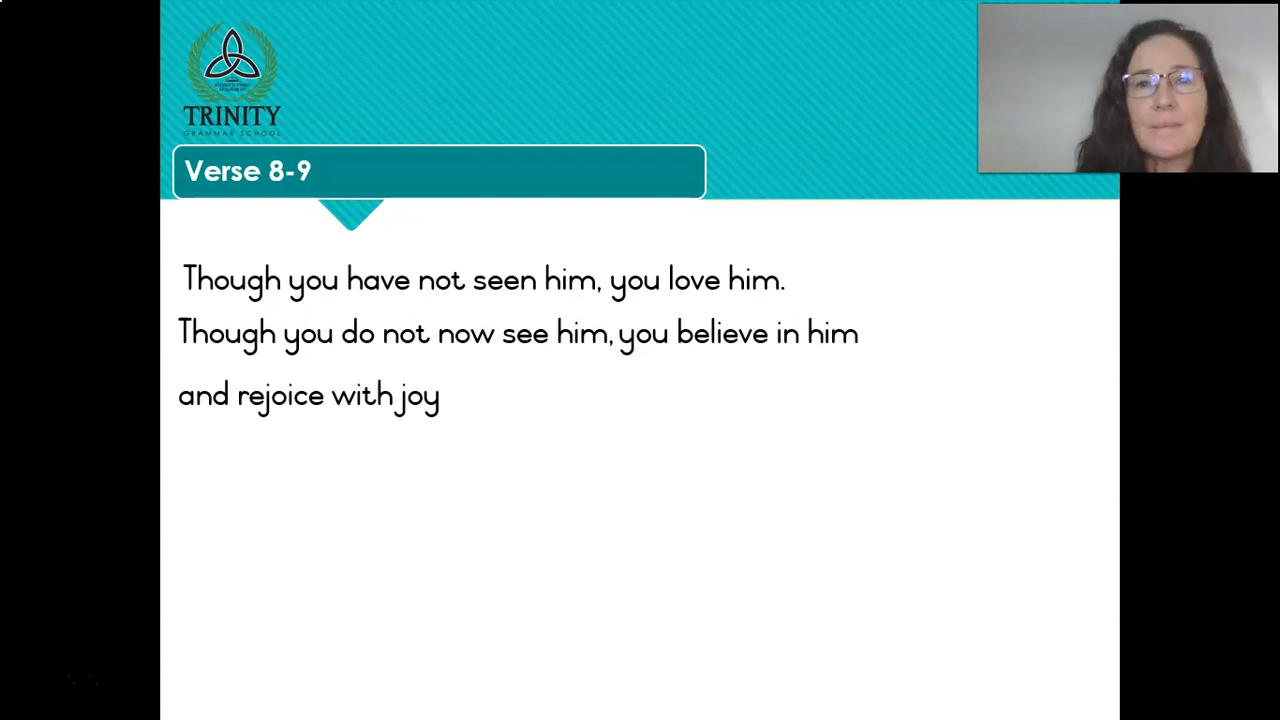 TRINITY
GRAMMAR SCHOOL
Verse 8-9
Though you have not seen him, you love him.
Though you do not now see him, you believe in him
and rejoice with joy